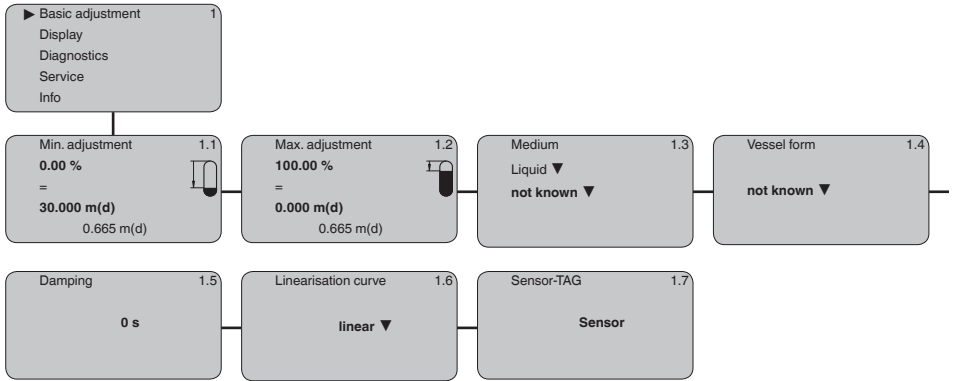 ▶ Basic adjustment 1
Display
Diagnostics
Service
Info
Min. adjustment 1.1
0.00 %
=
30.000 m(d)
0.665 m(d)
Max. adjustment 1.2
100.00 %
=
0.000 m(d)
0.665 m(d)
Medium 1.3
Liquid ▼
not known ▼
Vessel form 1.4
not known ▼
Damping 1.5
0 s
Linearisation curve 1.6
linear ▼
Sensor-TAG 1.7
Sensor